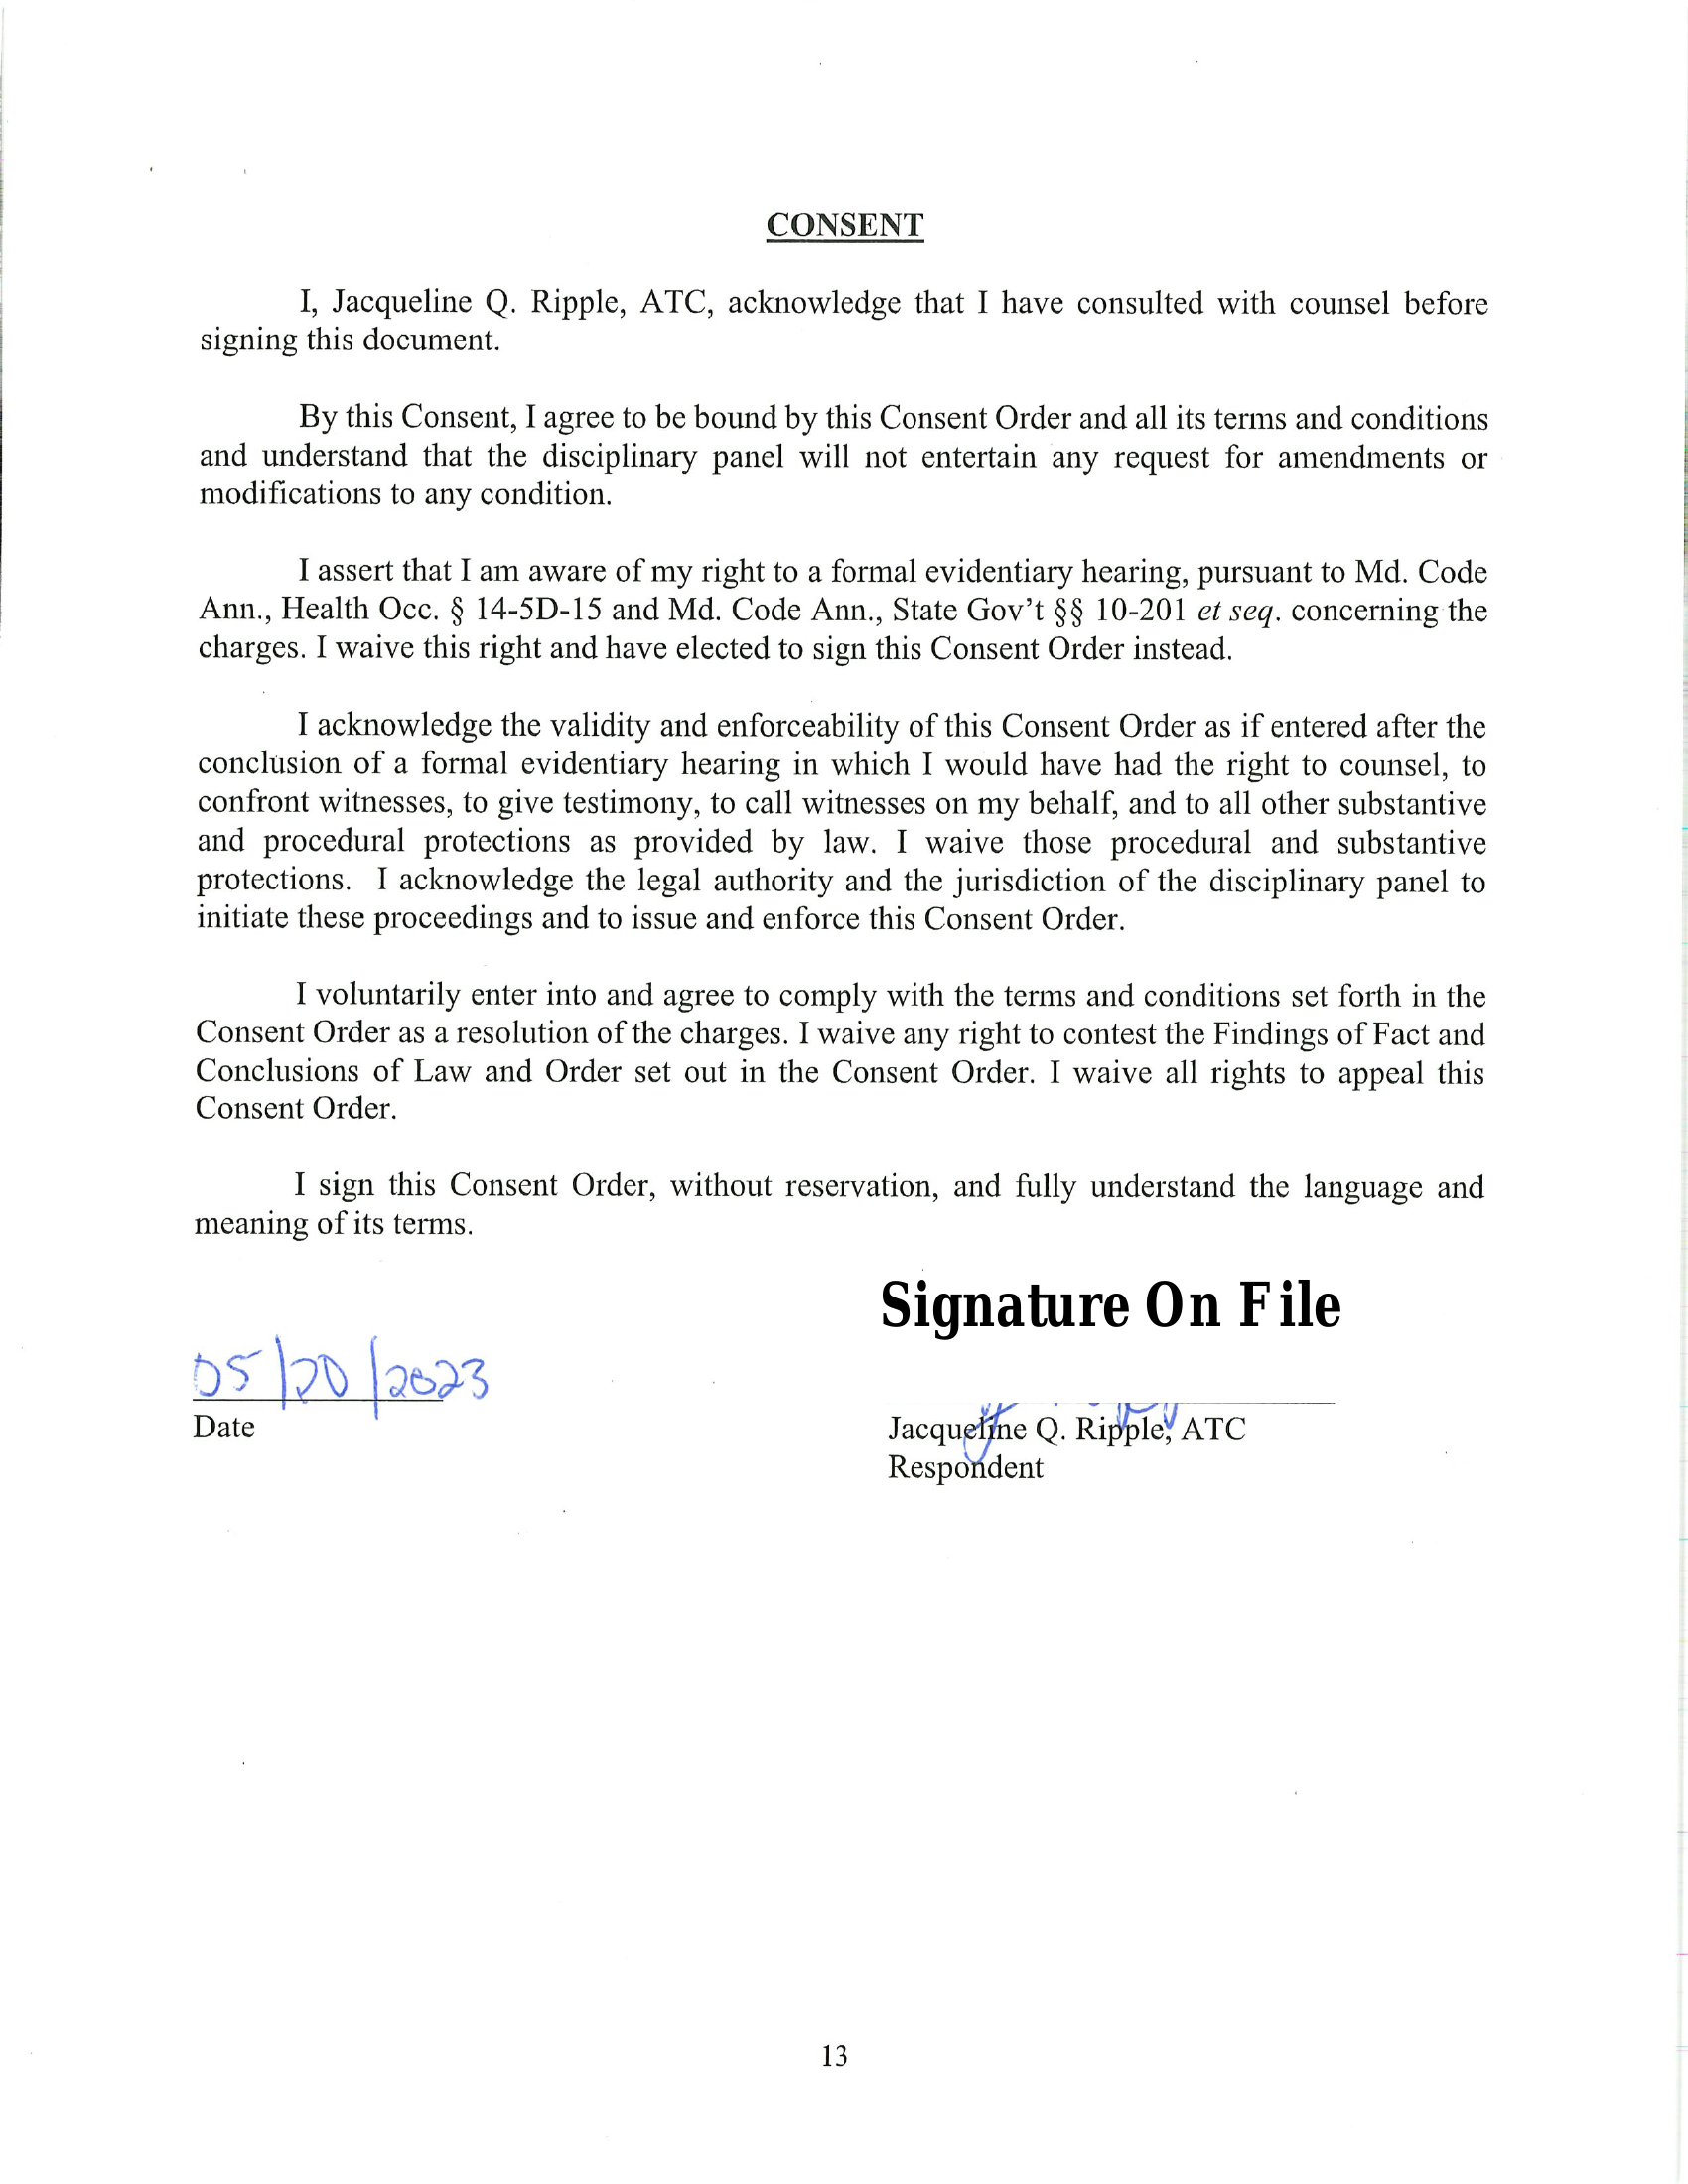 CONSENT
I, Jacqueline Q. Ripple, ATC, acknowledge that I have consulted with counsel before
signing this document.
By this Consent, I agree to be bound by this Consent Order and all its terms and conditions
and understand that the disciplinary panel will not entertain any request for amendments or
modifications to any condition.
I assert that I am aware of my right to a formal evidentiary hearing, pursuant to Md. Code
Ann., Health Occ. § 14-5D-15 and Md. Code Ann., State Gov't §§ 10-201 et seq. concerning the
charges. I waive this right and have elected to sign this Consent Order instead.
I acknowledge the validity and enforceability of this Consent Order as if entered after the
conclusion of a formal evidentiary hearing in which I would have had the right to counsel, to
confront witnesses, to give testimony, to call witnesses on my behalf, and to all other substantive
and procedural protections as provided by law. I waive those procedural and substantive
protections. I acknowledge the legal authority and the jurisdiction of the disciplinary panel to
initiate these proceedings and to issue and enforce this Consent Order.
I voluntarily enter into and agree to comply with the terms and conditions set forth in the
Consent Order as a resolution of the charges. I waive any right to contest the Findings of Fact and
Conclusions of Law and Order set out in the Consent Order. I waive all rights to appeal this
Consent Order.
I sign this Consent Order, without reservation, and fully understand the language and
meaning of its terms.
Signature On File
05/20/2023
Date
Jacqueline Q. Ripple, ATC
Respondent
13